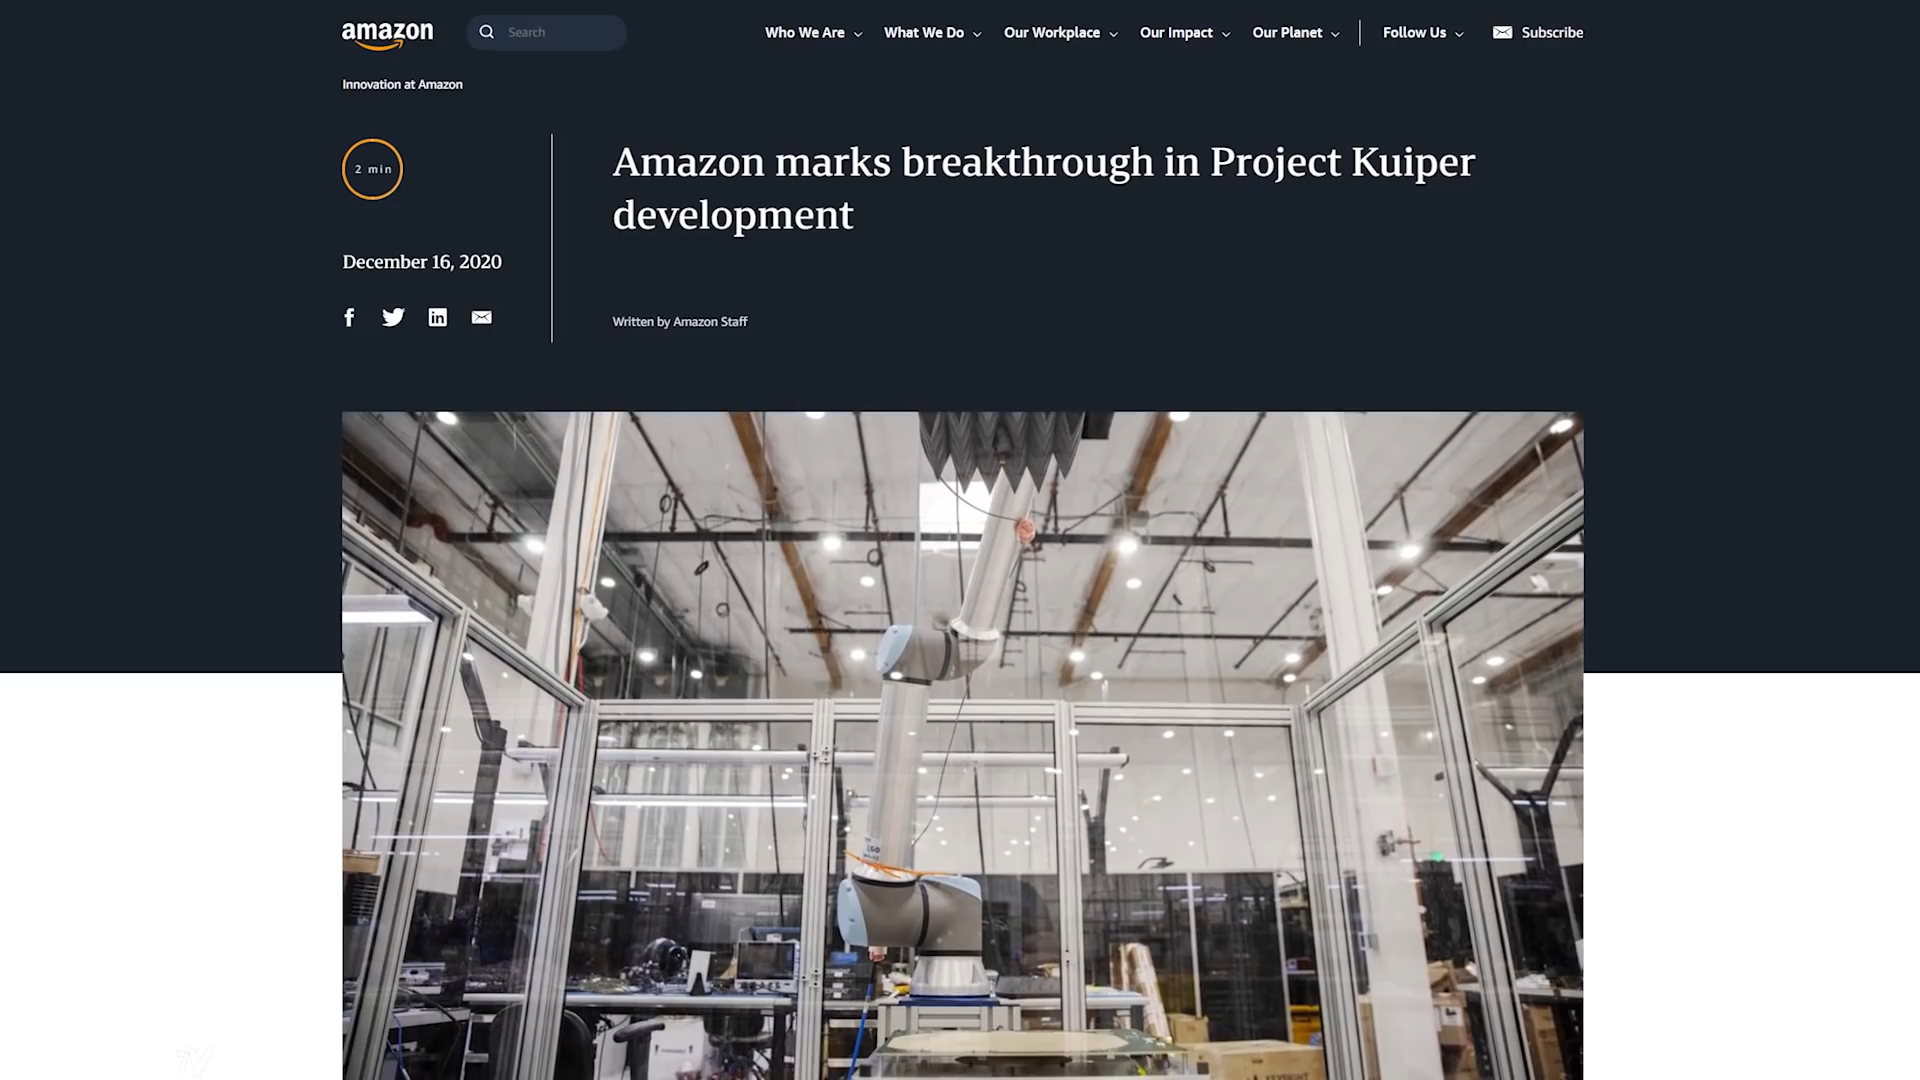 amazon
Search
Who We Are
What We Do
Our Workplace
Our Impact
Our Planet
Follow Us
Subscribe
Innovation at Amazon
2 min
Amazon marks breakthrough in Project Kuiper
development
December 16, 2020
Written by Amazon Staff
TV